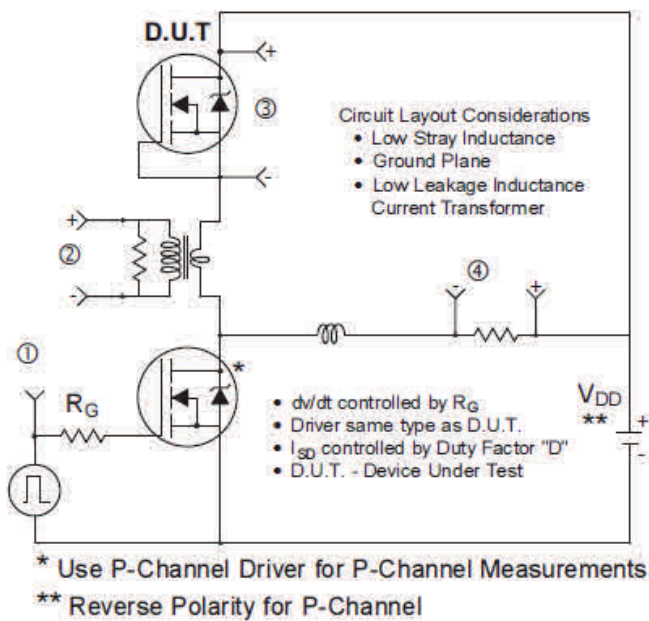 D.U.T
+
③
-
Circuit Layout Considerations
• Low Stray Inductance
• Ground Plane
• Low Leakage Inductance
Current Transformer
+
②
-
④
-
+
①
RG
*
• dv/dt controlled by RG
• Driver same type as D.U.T.
• ISD controlled by Duty Factor "D"
• D.U.T. - Device Under Test
VDD
**
+
-
* Use P-Channel Driver for P-Channel Measurements
** Reverse Polarity for P-Channel